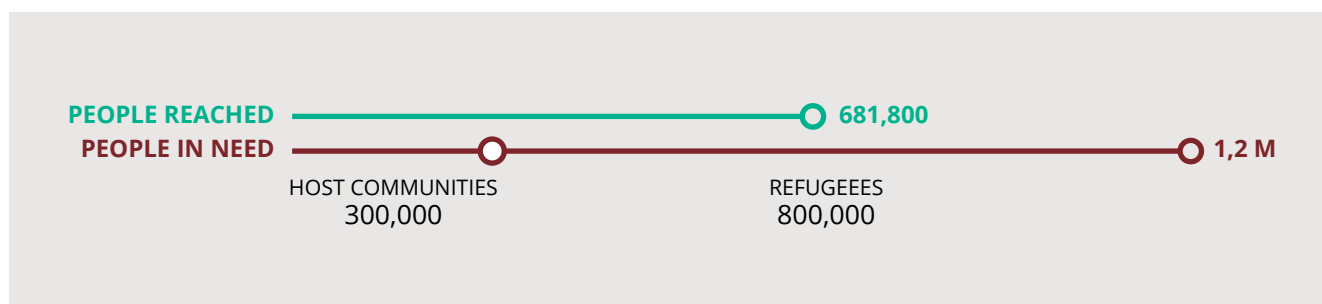 PEOPLE REACHED 681,800
PEOPLE IN NEED 1,2 M
HOST COMMUNITIES REFUGEEES
300,000 800,000